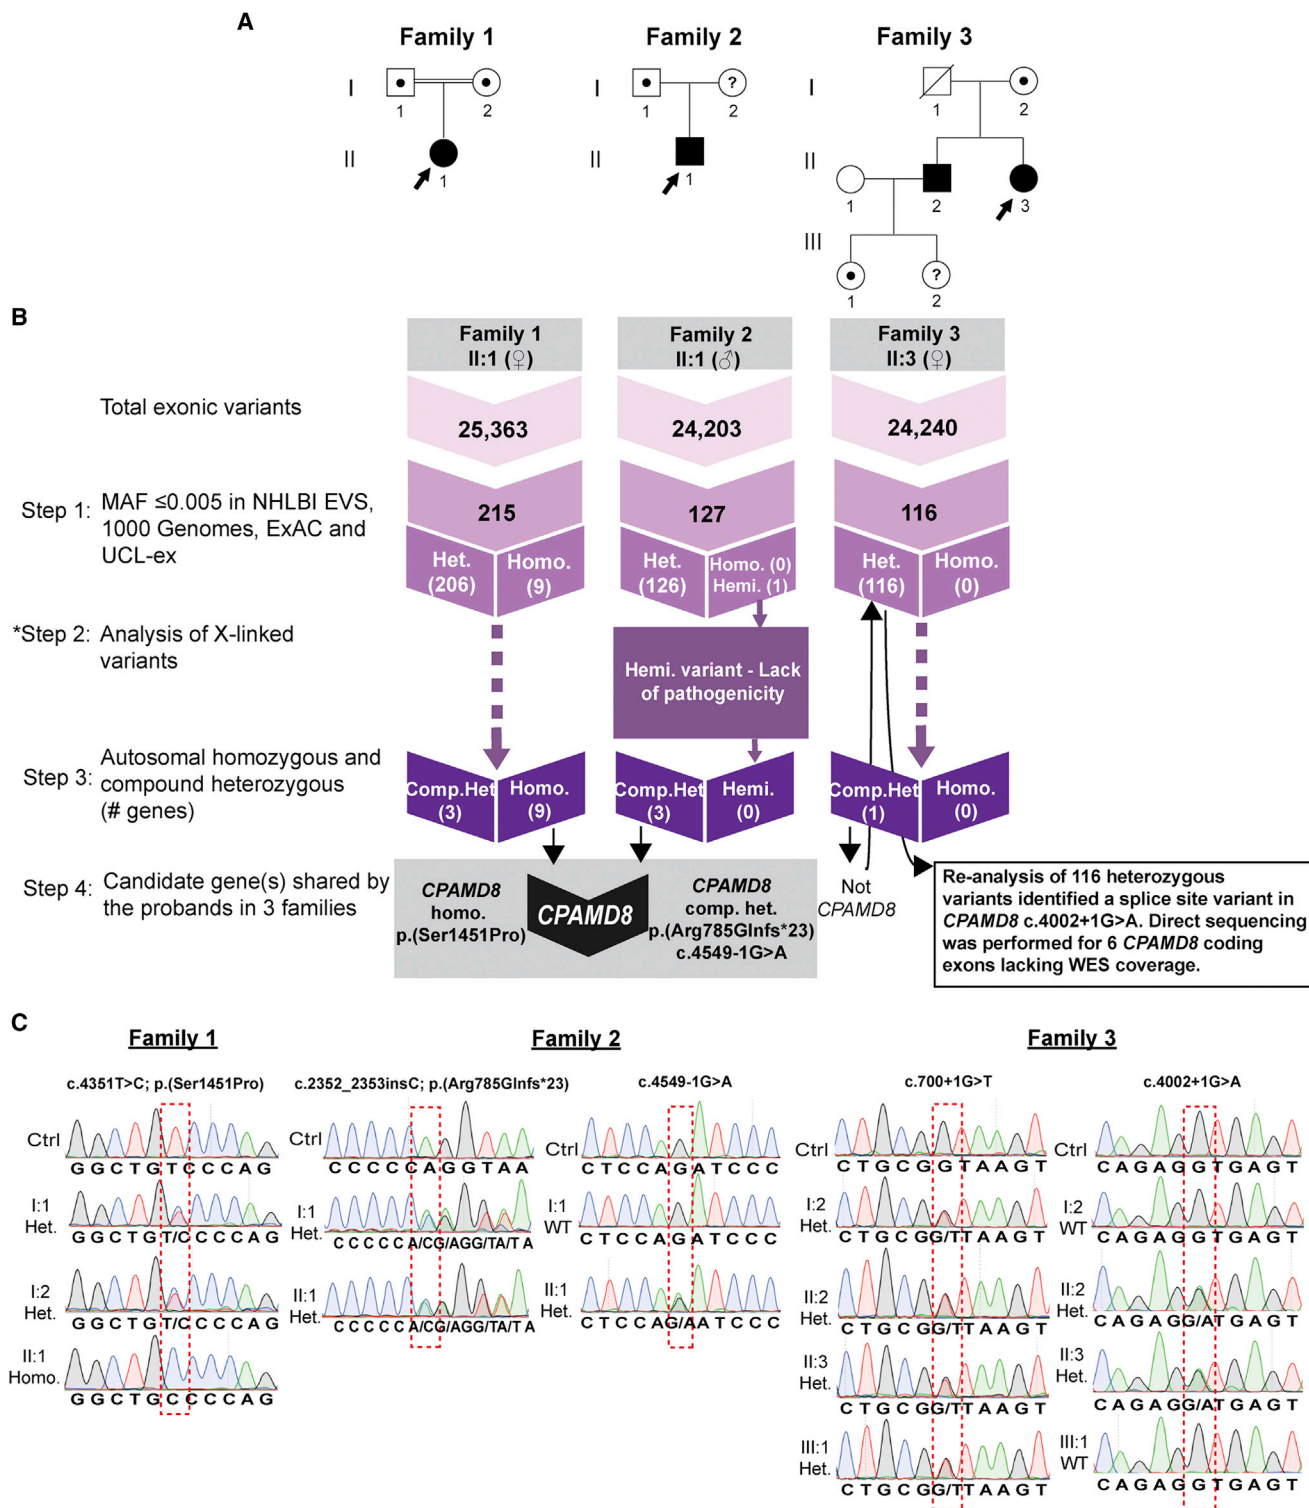 A
Family 1
Family 2
Family 3
I
1
2
II
1
I
1
?
2
II
1
I
1
2
II
1
2
3
III
1
?
2
B
Family 1
II:1 (♀)
Family 2
II:1 (♂)
Family 3
II:3 (♀)
Total exonic variants
25,363
24,203
24,240
Step 1:
MAF ≤0.005 in NHLBI EVS,
1000 Genomes, ExAC and
UCL-ex
215
127
116
Het.
(206)
Homo.
(9)
Het.
(126)
Homo. (0)
Hemi. (1)
Het.
(116)
Homo.
(0)
*Step 2:
Analysis of X-linked
variants
Hemi. variant - Lack
of pathogenicity
Step 3:
Autosomal homozygous and
compound heterozygous
(# genes)
Comp.Het
(3)
Homo.
(9)
Comp.Het
(3)
Hemi.
(0)
Comp.Het
(1)
Homo.
(0)
Step 4:
Candidate gene(s) shared by
the probands in 3 families
CPAMD8
homo.
p.(Ser1451Pro)
CPAMD8
CPAMD8
comp. het.
p.(Arg785Glnfs*23)
c.4549-1G>A
Not
CPAMD8
Re-analysis of 116 heterozygous
variants identified a splice site variant in
CPAMD8 c.4002+1G>A. Direct sequencing
was performed for 6 CPAMD8 coding
exons lacking WES coverage.
C
Family 1
Family 2
Family 3
c.4351T>C; p.(Ser1451Pro)
Ctrl
GGCTGTCCCAG
I:1
Het.
GGCTGT/CCCCAG
I:2
Het.
GGCTGT/CCCCAG
II:1
Homo.
GGCTGCCCCAG
c.2352_2353insC; p.(Arg785Glnfs*23)
Ctrl
CCCCCCAGGTAA
I:1
Het.
CCCCCA/CG/AGG/TA/TA
II:1
Het.
CCCCCA/CG/AGG/TA/TA
c.4549-1G>A
Ctrl
CTCCAGATCCC
I:1
WT
CTCCAGATCCC
II:1
Het.
CTCCAG/AATCCC
c.700+1G>T
Ctrl
CTGCGGTAAGT
I:2
Het.
CTGCGG/TTAAGT
II:2
Het.
CTGCGG/TTAAGT
II:3
Het.
CTGCGG/TTAAGT
III:1
Het.
CTGCGG/TTAAGT
c.4002+1G>A
Ctrl
CAGAGGTGAGT
I:2
WT
CAGAGGTGAGT
II:2
Het.
CAGAGG/ATGAGT
II:3
Het.
CAGAGG/ATGAGT
III:1
WT
CAGAGGTGAGT